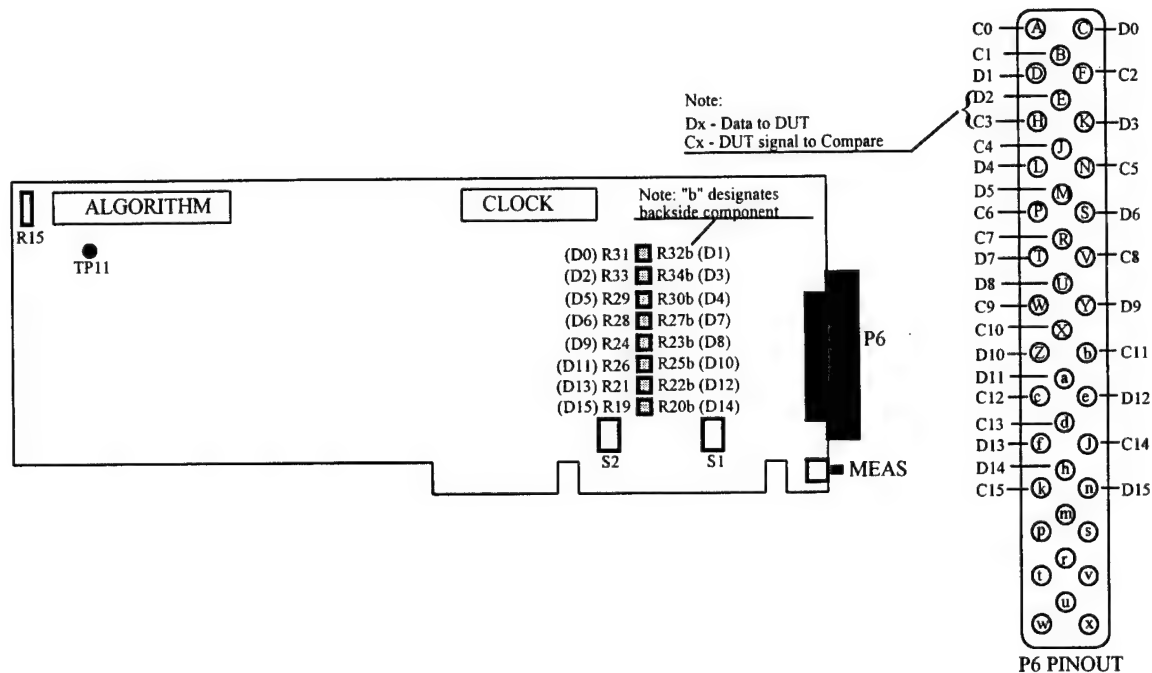 C0 A C D0
C1 B
D1 D F C2
D2 E
C3 H K D3
C4 J
D4 L N C5
D5 M
C6 P S D6
C7 R
D7 T V C8
D8 U
C9 W Y D9
C10 X
D10 Z b C11
D11 a
C12 c e D12
C13 d
D13 f J C14
D14 h
C15 k n D15
m
p s
r
t v
u
w x
P6 PINOUT
Note:
Dx - Data to DUT
Cx - DUT signal to Compare
ALGORITHM
CLOCK
Note: "b" designates
backside component
R15
TP11
(D0) R31 R32b (D1)
(D2) R33 R34b (D3)
(D5) R29 R30b (D4)
(D6) R28 R27b (D7)
(D9) R24 R23b (D8)
(D11) R26 R25b (D10)
(D13) R21 R22b (D12)
(D15) R19 R20b (D14)
S2
S1
P6
MEAS